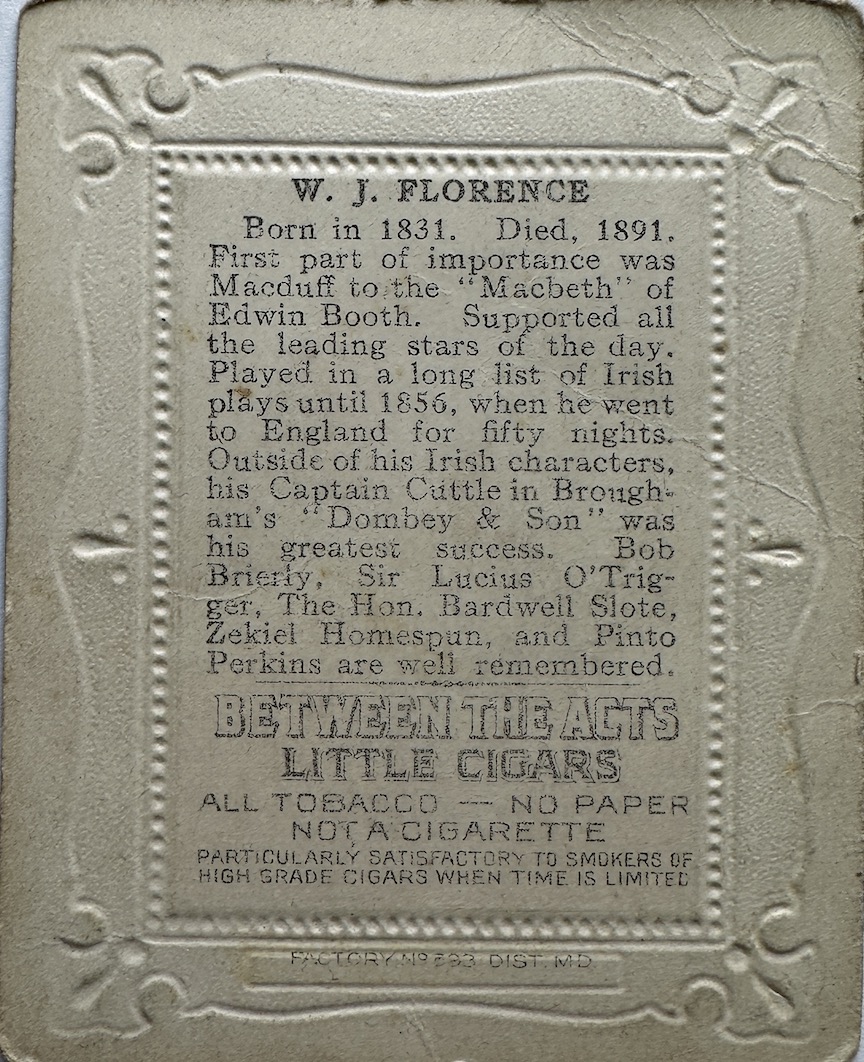 W. J. FLORENCE
Born in 1831. Died, 1891.
First part of importance was
Macduff to the "Macbeth" of
Edwin Booth. Supported all
the leading stars of the day.
Played in a long list of Irish
plays until 1856, when he went
to England for fifty nights.
Outside of his Irish characters,
his Captain Cuttle in Brough-
am's "Dombey & Son" was
his greatest success. Bob
Brierly, Sir Lucius O'Trig-
ger, The Hon. Bardwell Slote,
Zekiel Homespun, and Pinto
Perkins are well remembered.
BETWEEN THE ACTS
LITTLE CIGARS
ALL TOBACCO — NO PAPER
NOT A CIGARETTE
PARTICULARLY SATISFACTORY TO SMOKERS OF
HIGH GRADE CIGARS WHEN TIME IS LIMITED
FACTORY Nº DIST. MD.